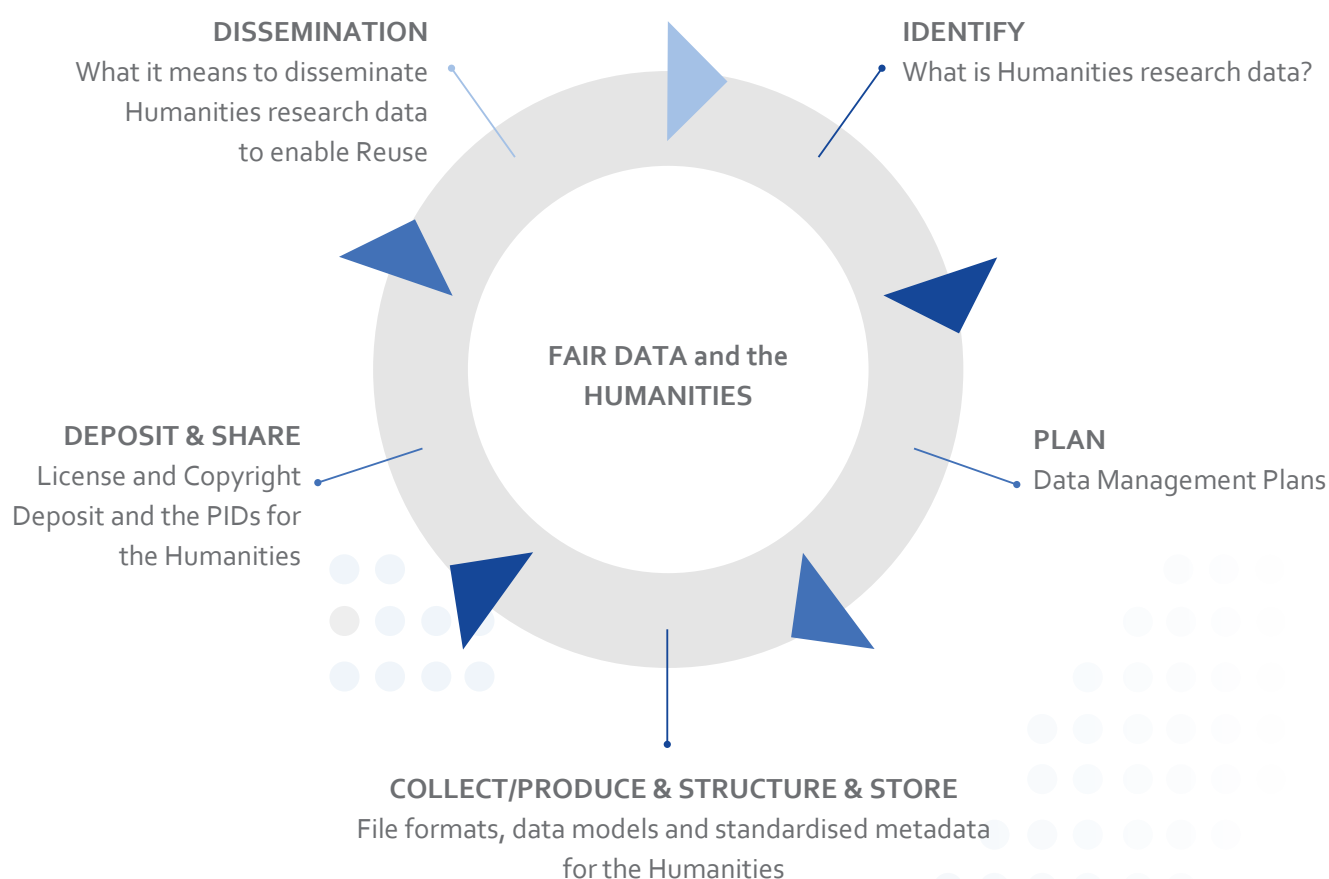 DISSEMINATION
What it means to disseminate
Humanities research data
to enable Reuse
IDENTIFY
What is Humanities research data?
FAIR DATA and the
HUMANITIES
DEPOSIT & SHARE
License and Copyright
Deposit and the PIDs for
the Humanities
PLAN
Data Management Plans
COLLECT/PRODUCE & STRUCTURE & STORE
File formats, data models and standardised metadata
for the Humanities